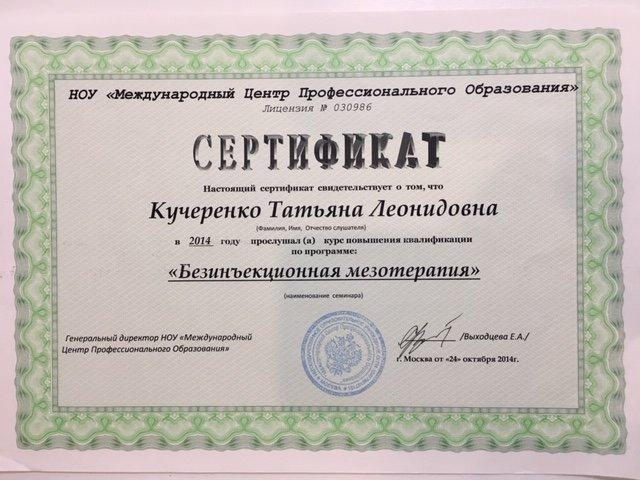 НОУ «Международный Центр Профессионального Образования»
Лицензия № 030986
СЕРТИФИКАТ
Настоящий сертификат свидетельствует о том, что
Кучеренко Татьяна Леонидовна
(Фамилия, Имя, Отчество слушателя)
в 2014 году прослушал (а) курс повышения квалификации
по программе:
«Безинъекционная мезотерапия»
(наименование семинара)
Генеральный директор НОУ «Международный
Центр Профессионального Образования»
/Выходцева Е.А./
г. Москва от «24» октября 2014г.